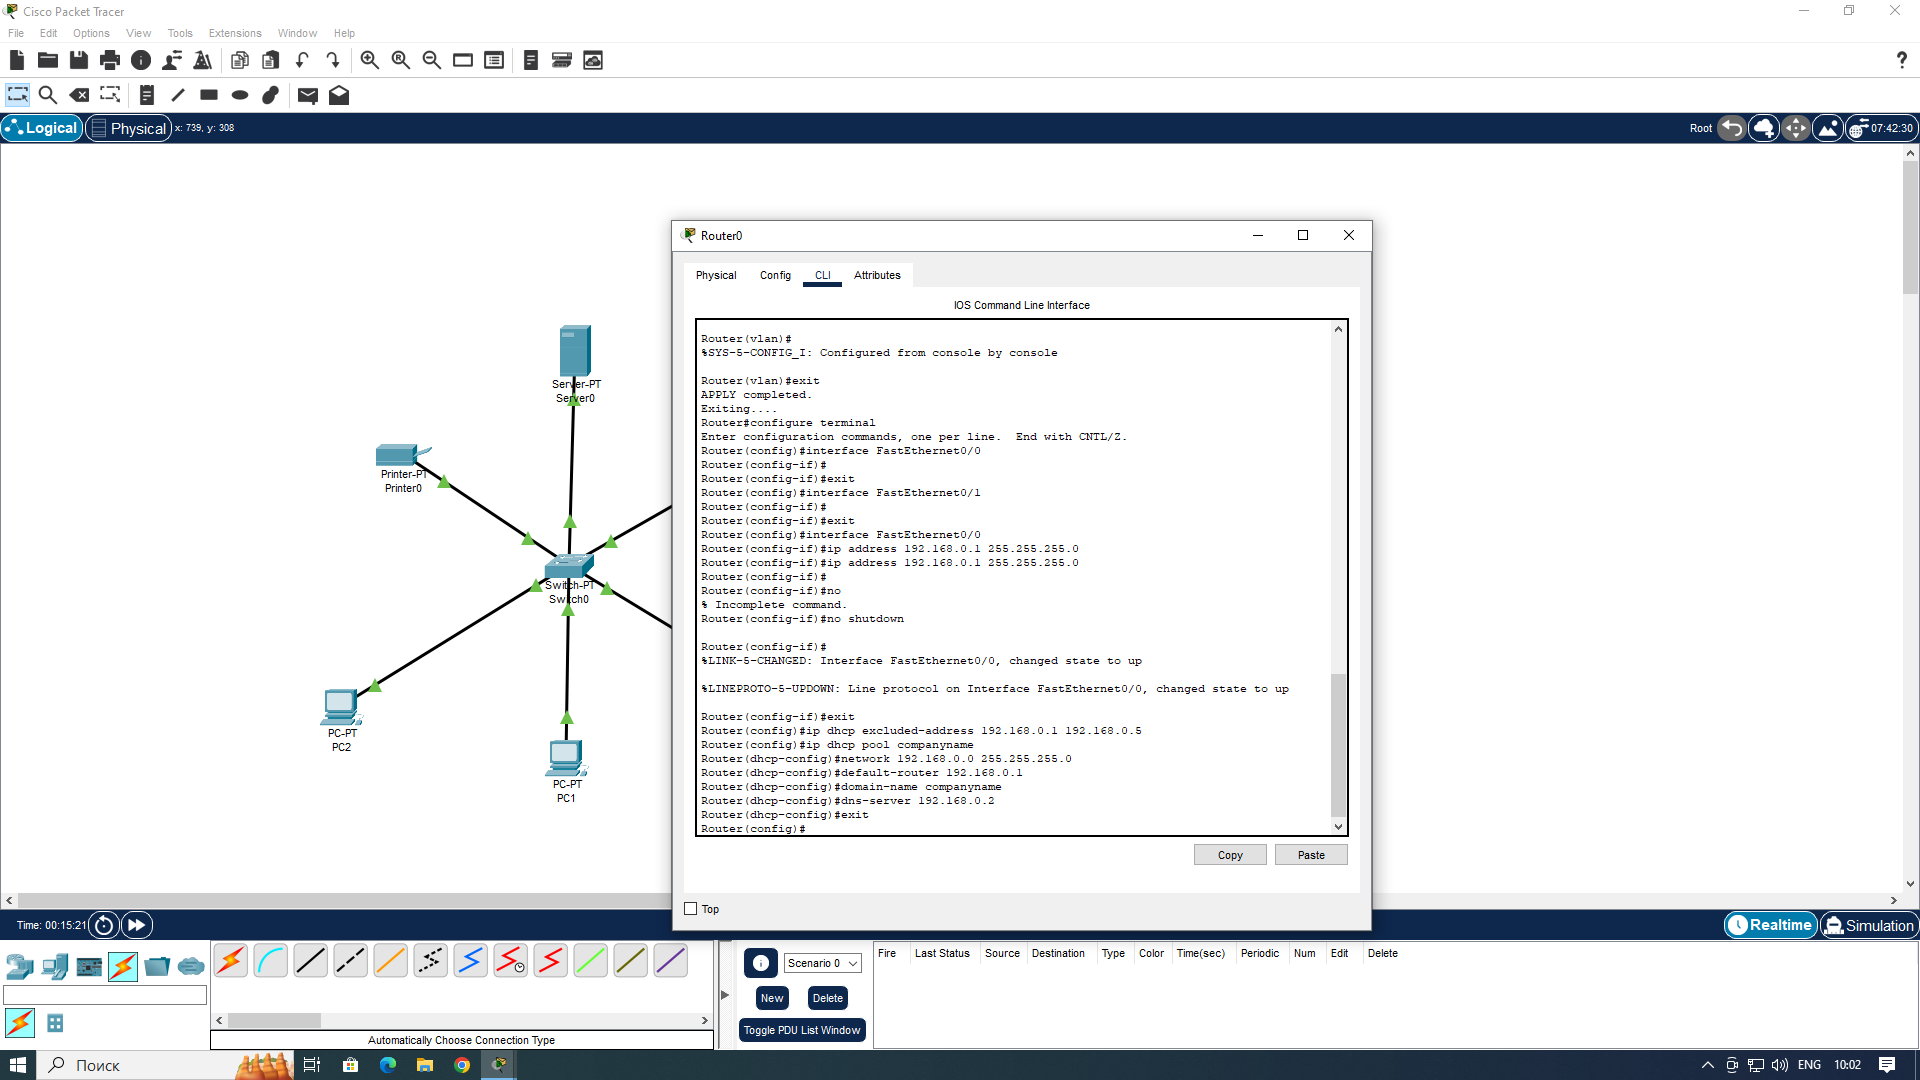 Cisco Packet Tracer
File Edit Options View Tools Extensions Window Help
Logical Physical x: 739, y: 308
Root 07:42:30
Server-PT
Server0
Printer-PT
Printer0
Switch-PT
Switch0
PC-PT
PC2
PC-PT
PC1
Router0
Physical Config CLI Attributes
IOS Command Line Interface
Router(vlan)#
%SYS-5-CONFIG_I: Configured from console by console
Router(vlan)#exit
APPLY completed.
Exiting....
Router#configure terminal
Enter configuration commands, one per line.  End with CNTL/Z.
Router(config)#interface FastEthernet0/0
Router(config-if)#
Router(config-if)#exit
Router(config)#interface FastEthernet0/1
Router(config-if)#
Router(config-if)#exit
Router(config)#interface FastEthernet0/0
Router(config-if)#ip address 192.168.0.1 255.255.255.0
Router(config-if)#ip address 192.168.0.1 255.255.255.0
Router(config-if)#
Router(config-if)#no
% Incomplete command.
Router(config-if)#no shutdown
Router(config-if)#
%LINK-5-CHANGED: Interface FastEthernet0/0, changed state to up
%LINEPROTO-5-UPDOWN: Line protocol on Interface FastEthernet0/0, changed state to up
Router(config-if)#exit
Router(config)#ip dhcp excluded-address 192.168.0.1 192.168.0.5
Router(config)#ip dhcp pool companyname
Router(dhcp-config)#network 192.168.0.0 255.255.255.0
Router(dhcp-config)#default-router 192.168.0.1
Router(dhcp-config)#domain-name companyname
Router(dhcp-config)#dns-server 192.168.0.2
Router(dhcp-config)#exit
Router(config)#
Copy Paste
Top
Time: 00:15:21
Realtime Simulation
Automatically Choose Connection Type
Scenario 0
New Delete
Toggle PDU List Window
Fire Last Status Source Destination Type Color Time(sec) Periodic Num Edit Delete
Поиск
ENG 10:02